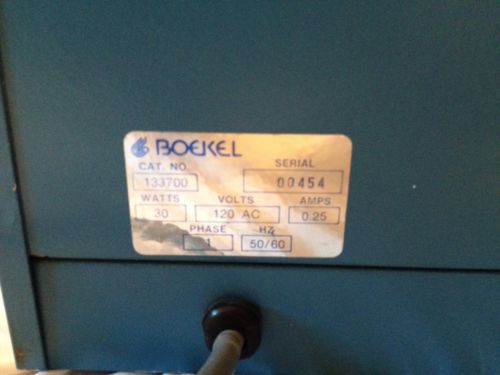 BOEKEL
CAT. NO. SERIAL
133700 00454
WATTS VOLTS AMPS
30 120 AC 0.25
PHASE HZ
1 50/60